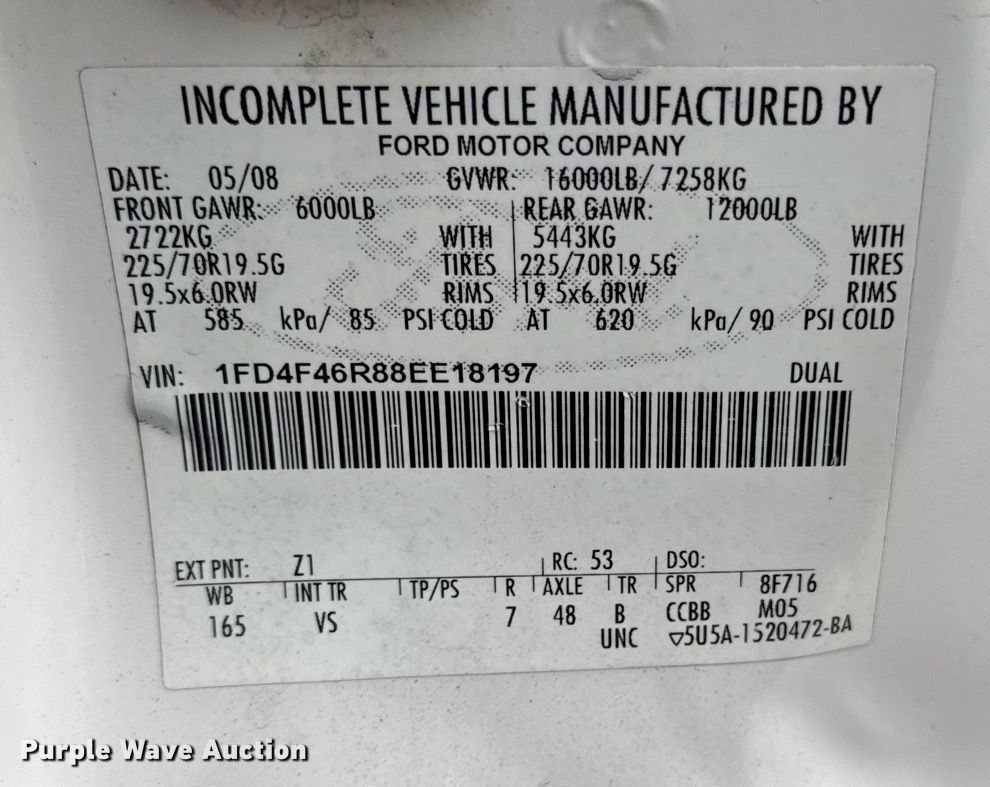 INCOMPLETE VEHICLE MANUFACTURED BY
FORD MOTOR COMPANY
DATE: 05/08 GVWR: 16000LB/ 7258KG
FRONT GAWR: 6000LB REAR GAWR: 12000LB
2722KG WITH 5443KG WITH
225/70R19.5G TIRES 225/70R19.5G TIRES
19.5x6.0RW RIMS 19.5x6.0RW RIMS
AT 585 kPa/ 85 PSI COLD AT 620 kPa/ 90 PSI COLD
VIN: 1FD4F46R88EE18197 DUAL
EXT PNT: Z1 RC: 53 DSO:
WB INT TR TP/PS R AXLE TR SPR 8F716
165 VS 7 48 B CCBB M05
UNC ▽5U5A-1520472-BA
Purple Wave Auction